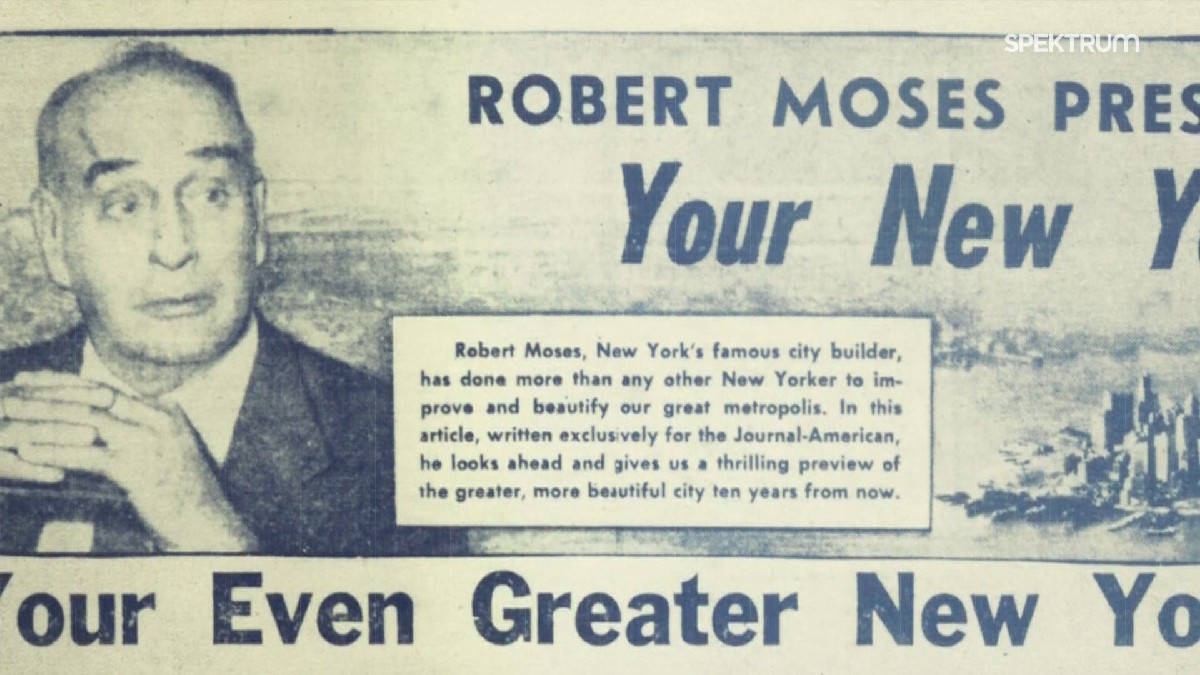 SPEKTRUM
ROBERT MOSES PRES
Your New Y
Robert Moses, New York's famous city builder,
has done more than any other New Yorker to im-
prove and beautify our great metropolis. In this
article, written exclusively for the Journal-American,
he looks ahead and gives us a thrilling preview of
the greater, more beautiful city ten years from now.
Your Even Greater New Yo